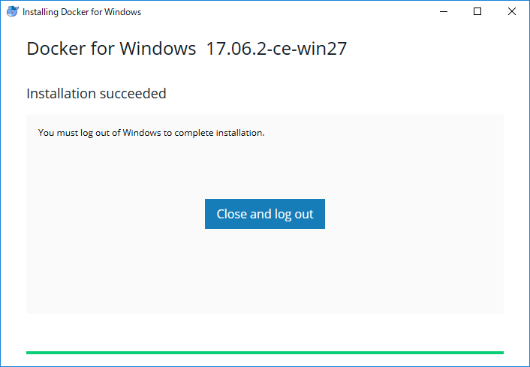 Installing Docker for Windows
Docker for Windows 17.06.2-ce-win27
Installation succeeded
You must log out of Windows to complete installation.
Close and log out